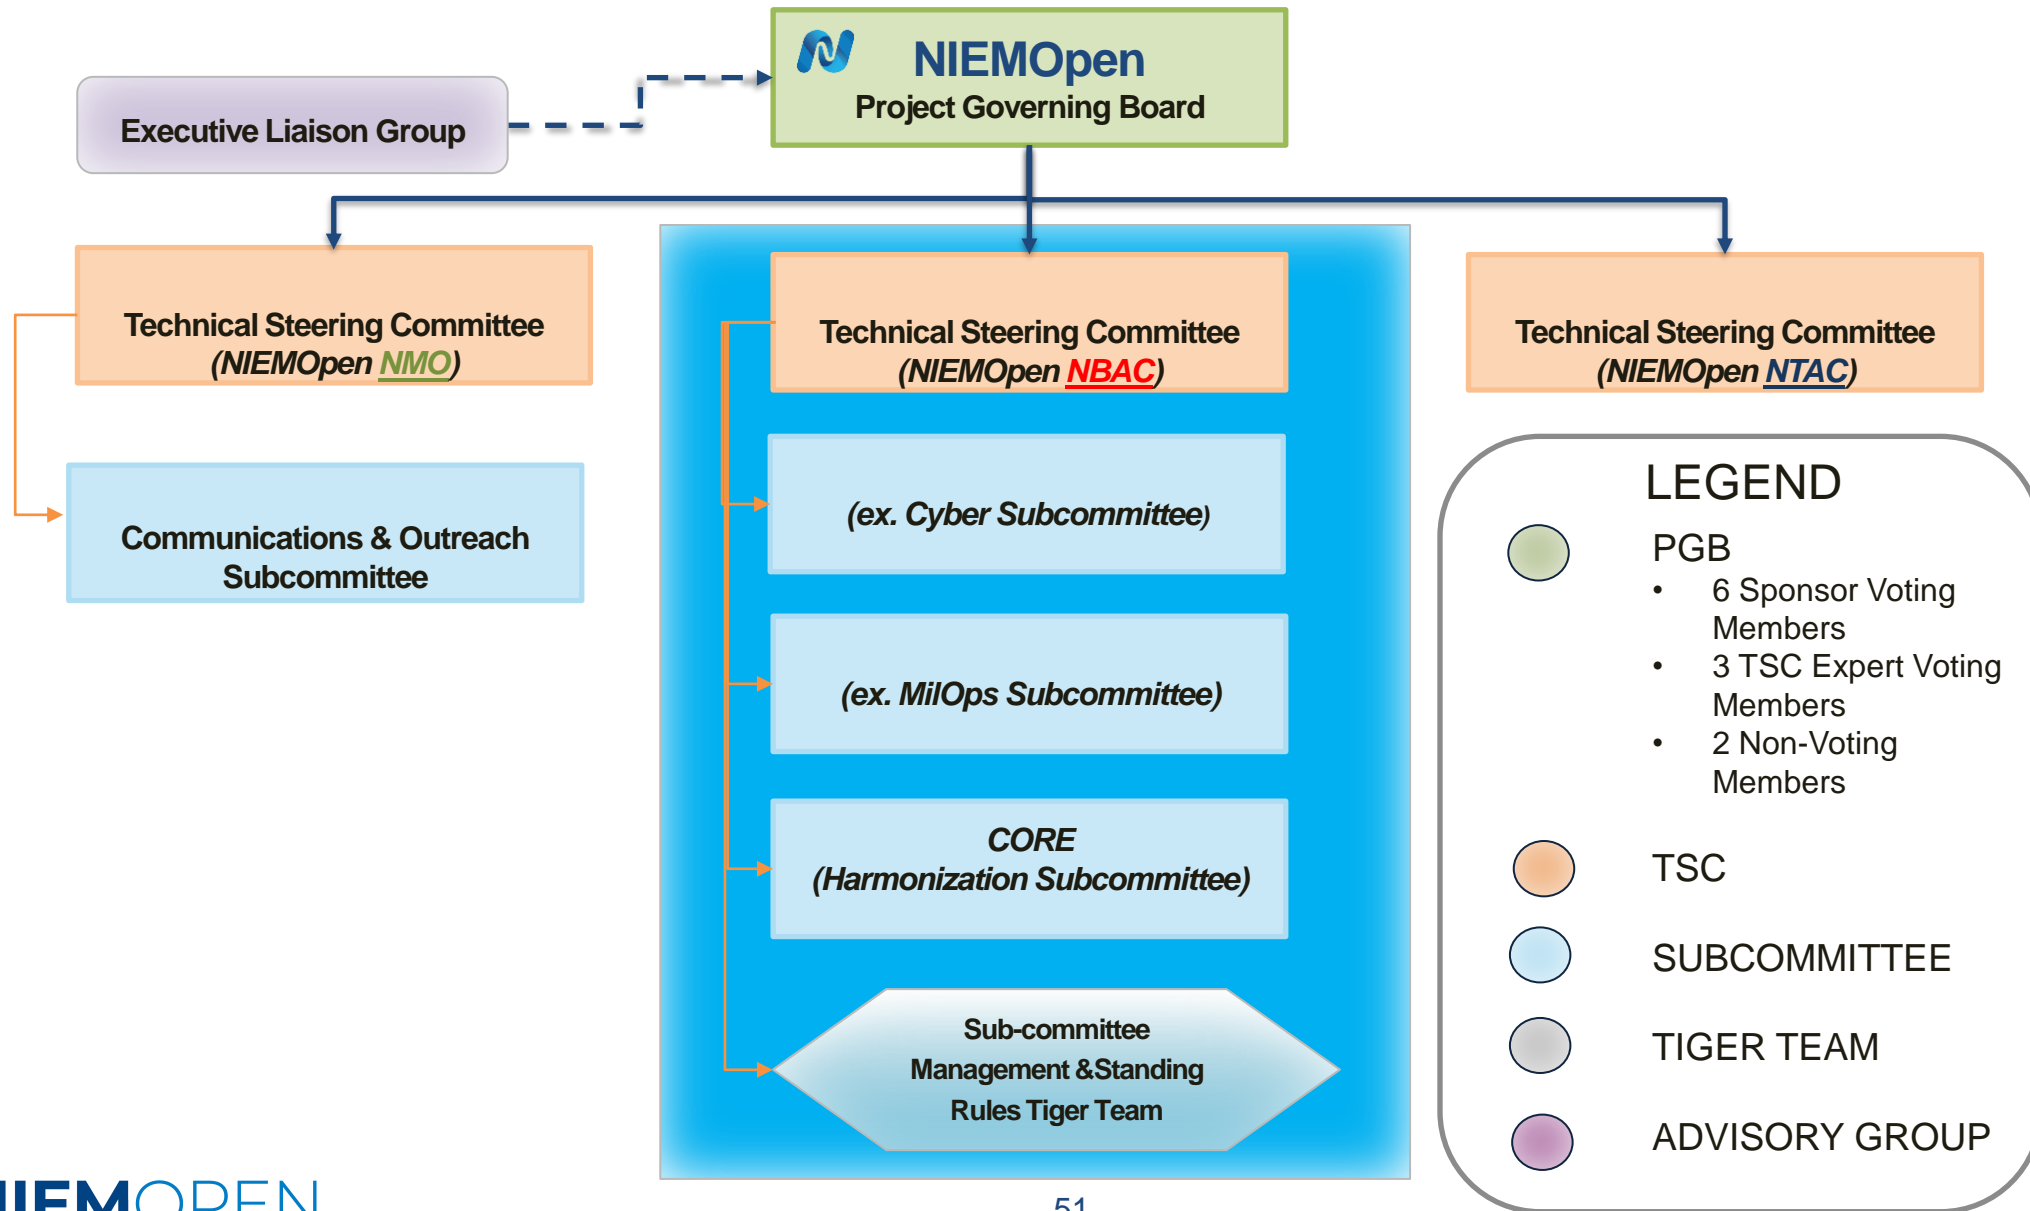 NIEMOpen
Project Governing Board
Executive Liaison Group
Technical Steering Committee
(NIEMOpen NMO)
Technical Steering Committee
(NIEMOpen NBAC)
Technical Steering Committee
(NIEMOpen NTAC)
Communications & Outreach
Subcommittee
(ex. Cyber Subcommittee)
(ex. MilOps Subcommittee)
CORE
(Harmonization Subcommittee)
Sub-committee
Management &Standing
Rules Tiger Team
LEGEND
PGB
• 6 Sponsor Voting
Members
• 3 TSC Expert Voting
Members
• 2 Non-Voting
Members
TSC
SUBCOMMITTEE
TIGER TEAM
ADVISORY GROUP
NIEMOPEN
51